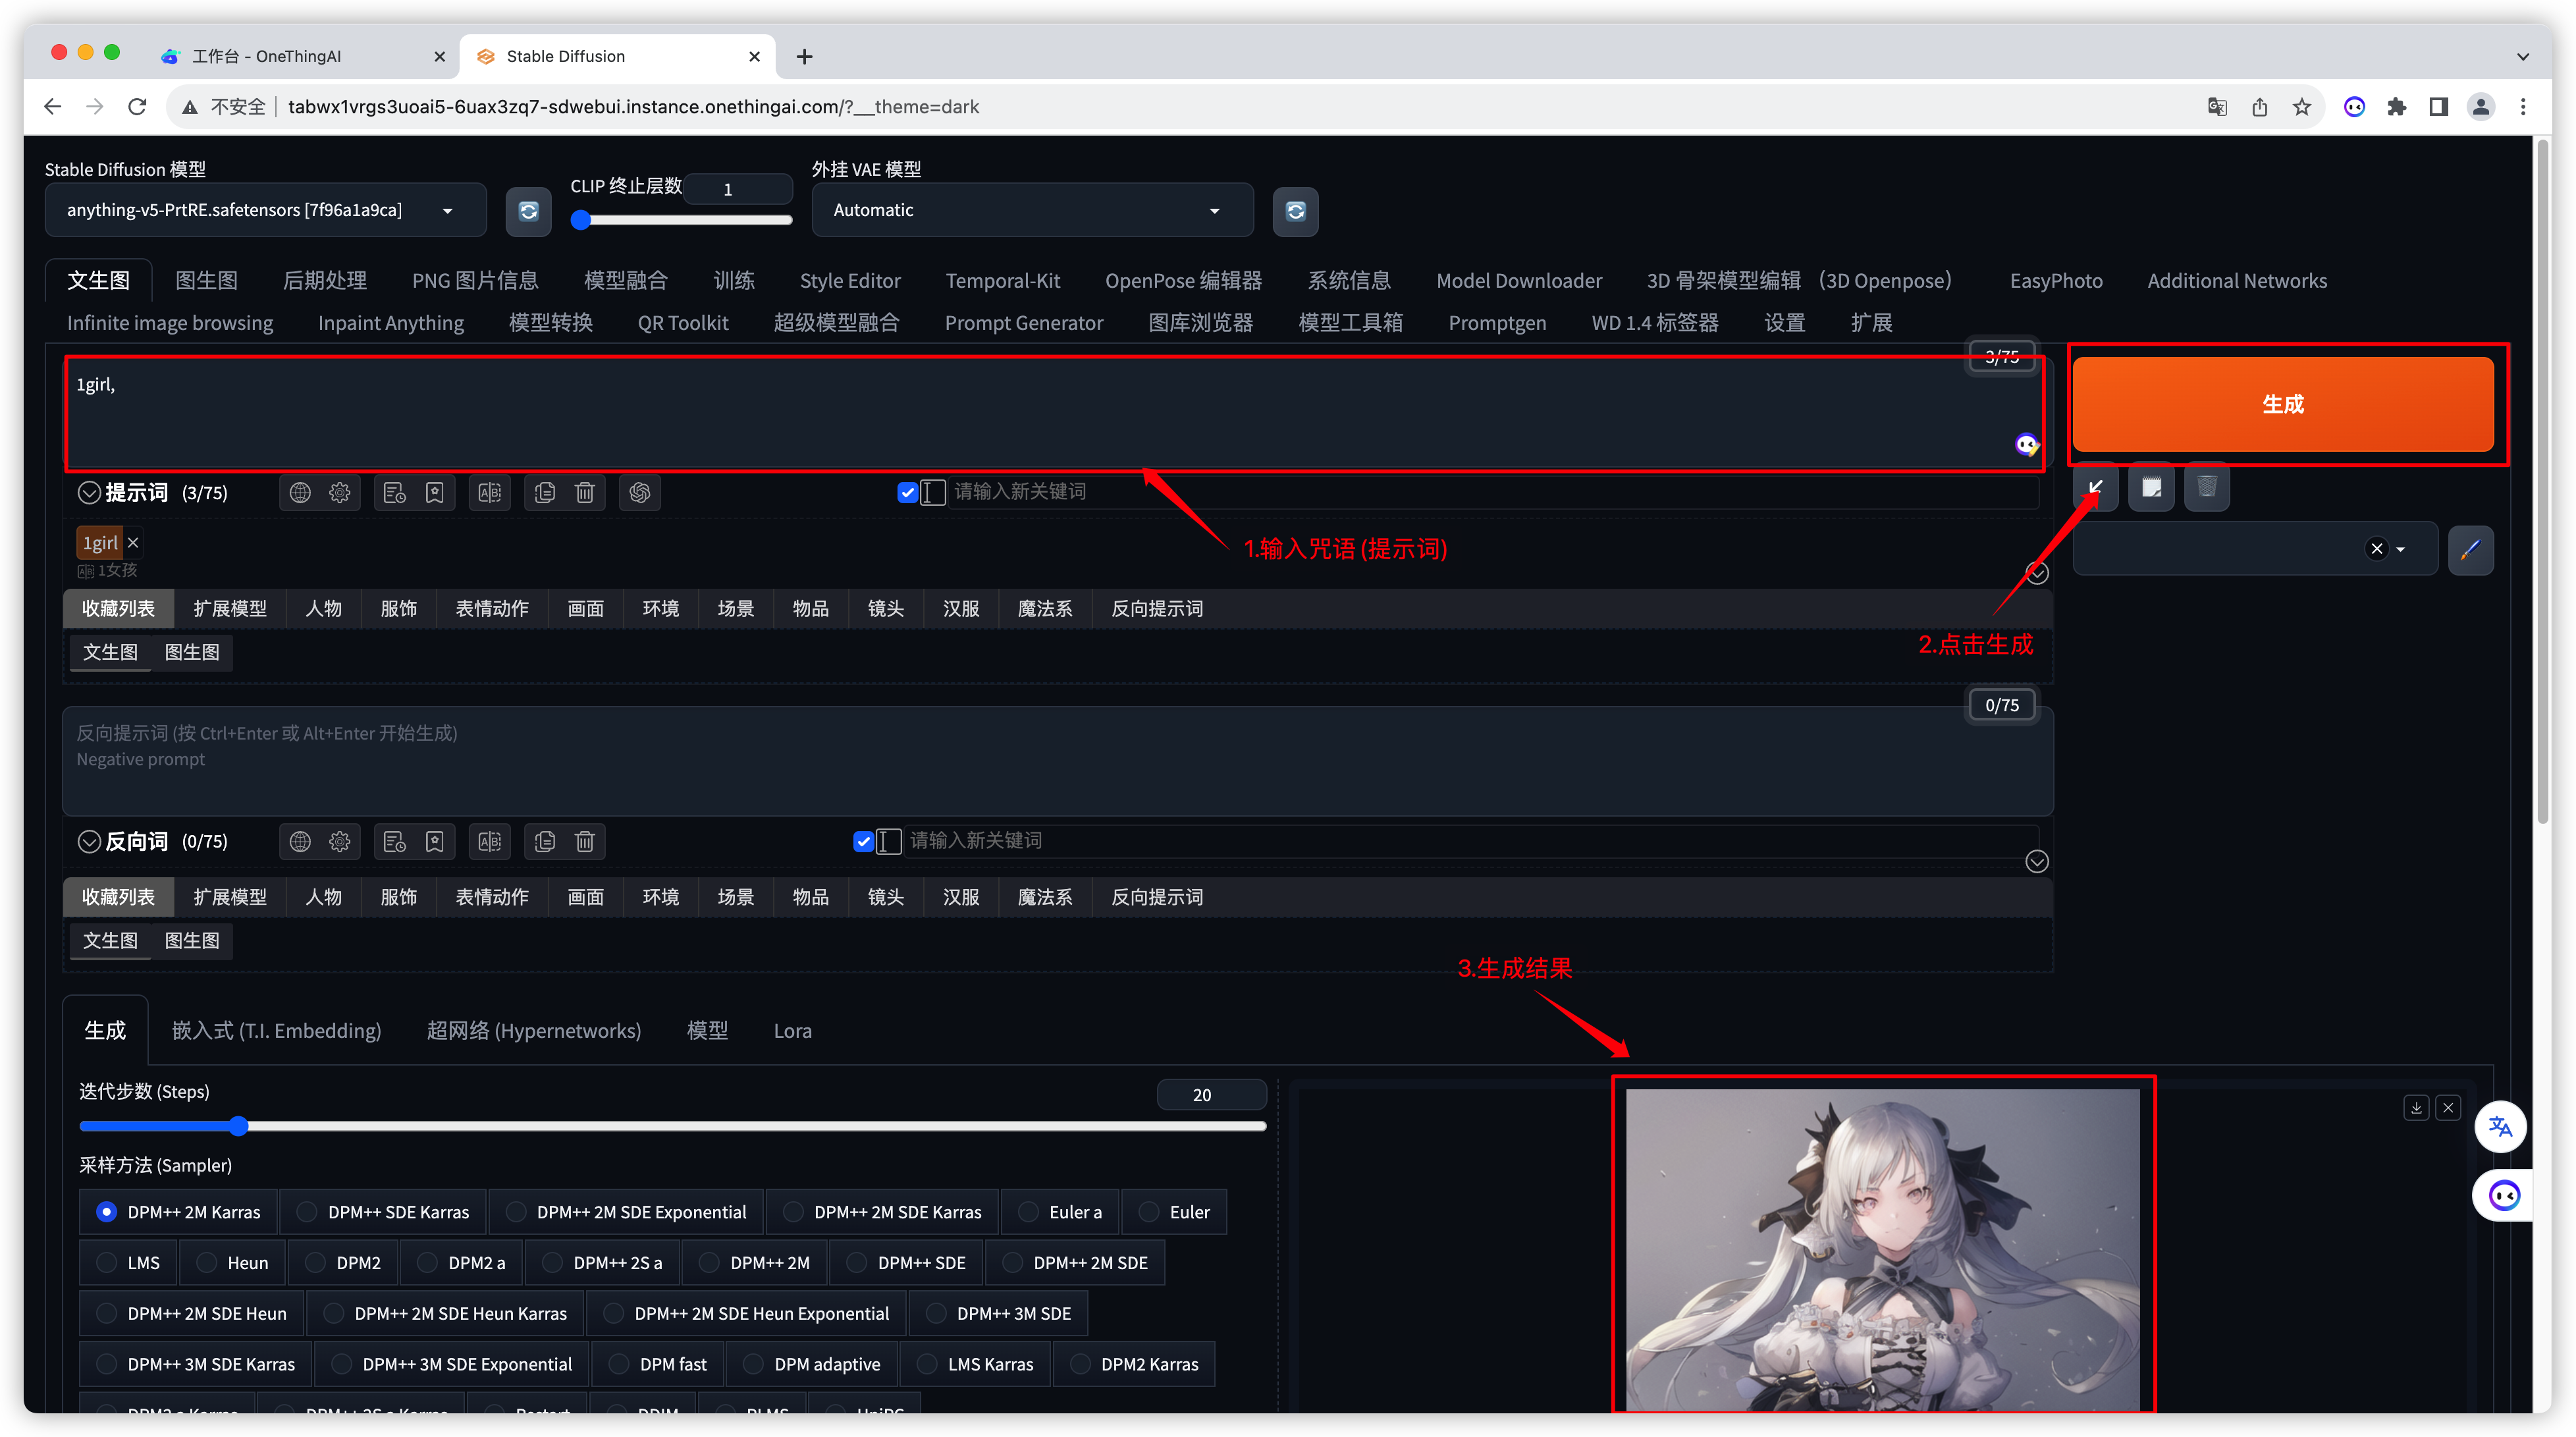 工作台 - OneThingAI
Stable Diffusion
不安全
tabwx1vrgs3uoai5-6uax3zq7-sdwebui.instance.onethingai.com/?__theme=dark
Stable Diffusion 模型
CLIP 终止层数
1
外挂 VAE 模型
anything-v5-PrtRE.safetensors [7f96a1a9ca]
Automatic
文生图 图生图 后期处理 PNG 图片信息 模型融合 训练 Style Editor Temporal-Kit OpenPose 编辑器 系统信息 Model Downloader 3D 骨架模型编辑 (3D Openpose) EasyPhoto Additional Networks
Infinite image browsing Inpaint Anything 模型转换 QR Toolkit 超级模型融合 Prompt Generator 图库浏览器 模型工具箱 Promptgen WD 1.4 标签器 设置 扩展
3/75
1girl,
生成
提示词 (3/75)
请输入新关键词
1girl
1女孩
1.输入咒语(提示词)
收藏列表 扩展模型 人物 服饰 表情动作 画面 环境 场景 物品 镜头 汉服 魔法系 反向提示词
2.点击生成
文生图 图生图
0/75
反向提示词 (按 Ctrl+Enter 或 Alt+Enter 开始生成)
Negative prompt
反向词 (0/75)
请输入新关键词
收藏列表 扩展模型 人物 服饰 表情动作 画面 环境 场景 物品 镜头 汉服 魔法系 反向提示词
文生图 图生图
3.生成结果
生成 嵌入式 (T.I. Embedding) 超网络 (Hypernetworks) 模型 Lora
迭代步数 (Steps)
20
采样方法 (Sampler)
DPM++ 2M Karras DPM++ SDE Karras DPM++ 2M SDE Exponential DPM++ 2M SDE Karras Euler a Euler
LMS Heun DPM2 DPM2 a DPM++ 2S a DPM++ 2M DPM++ SDE DPM++ 2M SDE
DPM++ 2M SDE Heun DPM++ 2M SDE Heun Karras DPM++ 2M SDE Heun Exponential DPM++ 3M SDE
DPM++ 3M SDE Karras DPM++ 3M SDE Exponential DPM fast DPM adaptive LMS Karras DPM2 Karras
DPM2 a Karras DPM++ 2S a Karras Restart DDIM PLMS UniPC